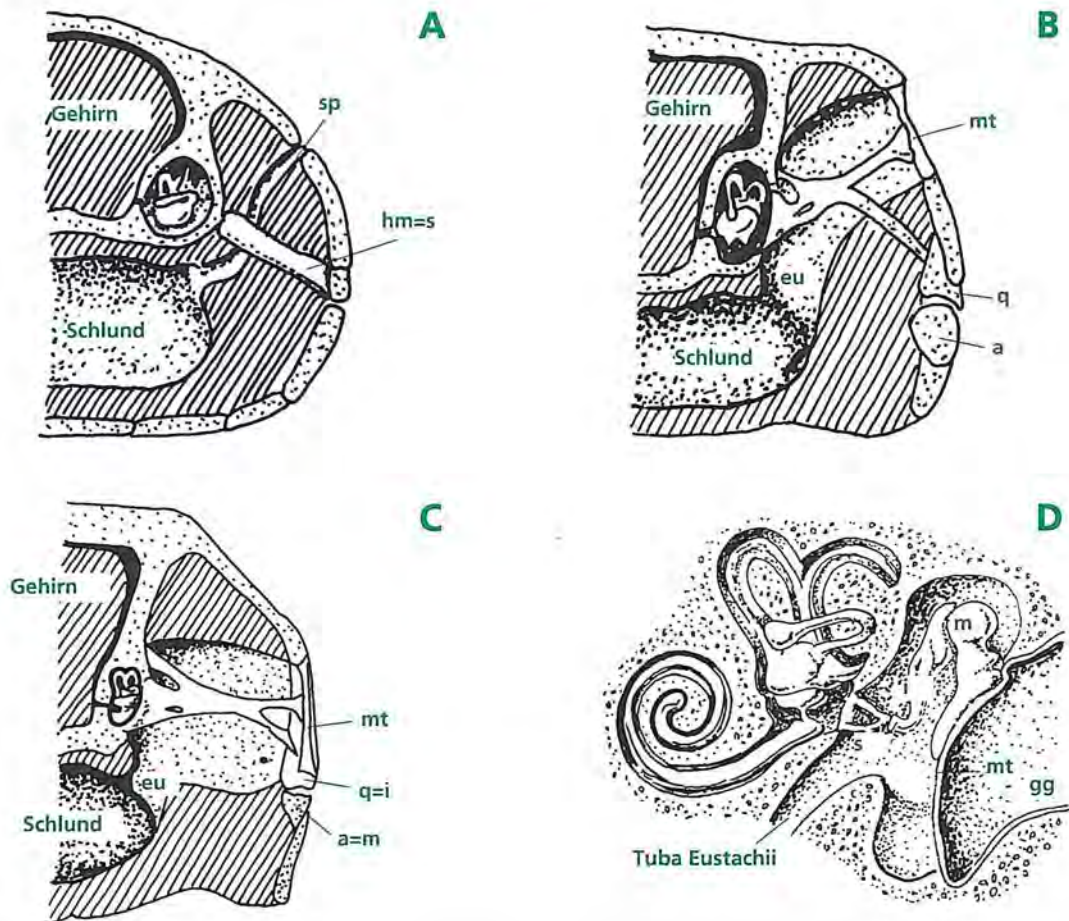 A
Gehirn
sp
hm=s
Schlund
B
Gehirn
mt
eu
q
a
Schlund
C
Gehirn
mt
eu
q=i
Schlund
a=m
D
m
s
mt
gg
Tuba Eustachii